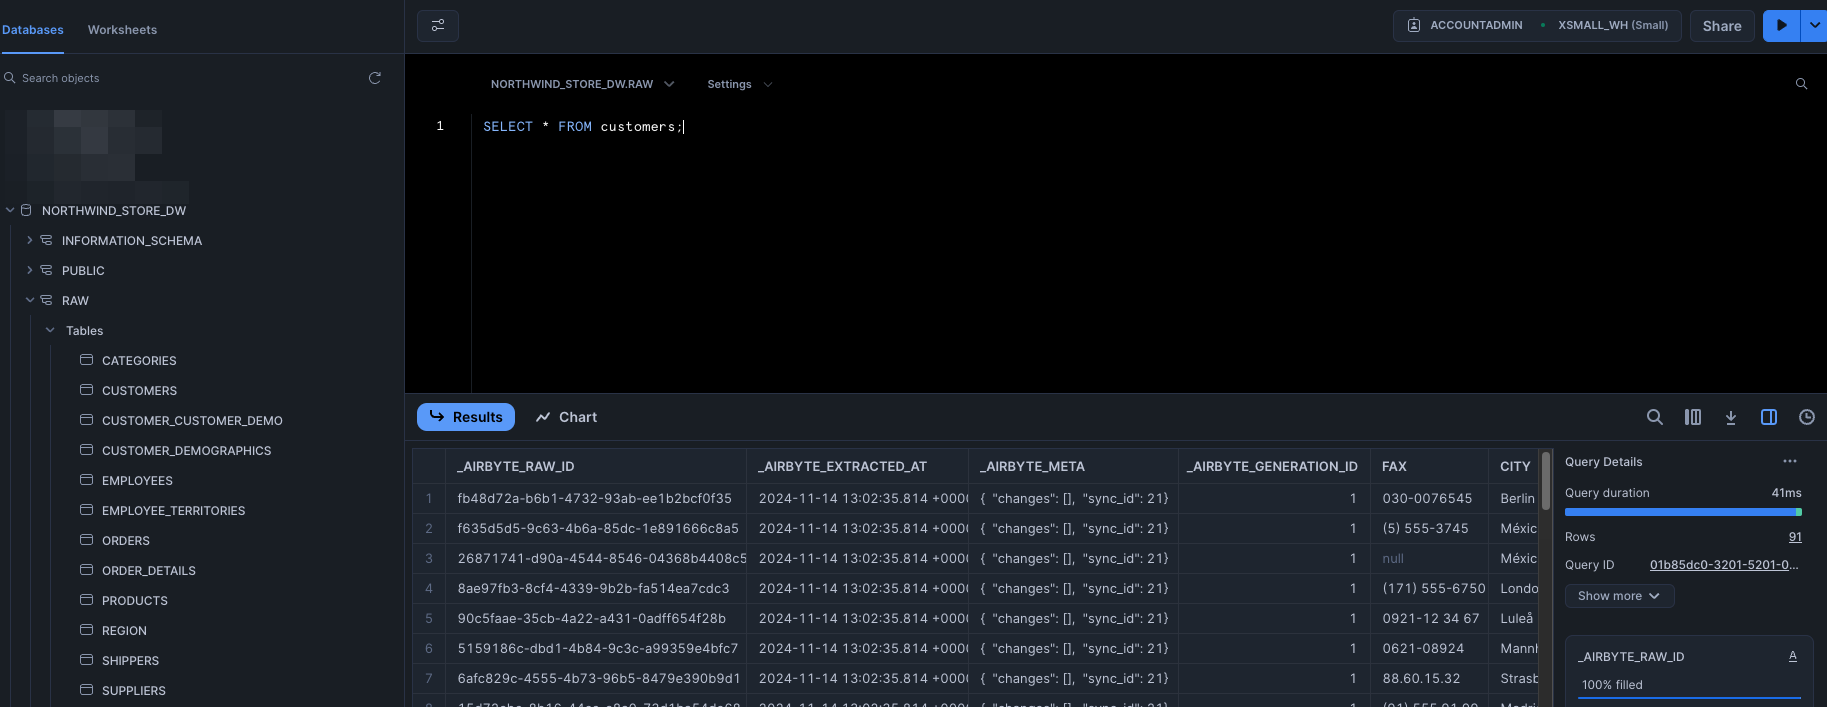 Databases Worksheets
ACCOUNTADMIN • XSMALL_WH (Small) Share
Search objects
NORTHWIND_STORE_DW.RAW Settings
1 SELECT * FROM customers;
NORTHWIND_STORE_DW
INFORMATION_SCHEMA
PUBLIC
RAW
Tables
CATEGORIES
CUSTOMERS
CUSTOMER_CUSTOMER_DEMO
CUSTOMER_DEMOGRAPHICS
EMPLOYEES
EMPLOYEE_TERRITORIES
ORDERS
ORDER_DETAILS
PRODUCTS
REGION
SHIPPERS
SUPPLIERS
Results Chart
_AIRBYTE_RAW_ID _AIRBYTE_EXTRACTED_AT _AIRBYTE_META _AIRBYTE_GENERATION_ID FAX CITY
1 fb48d72a-b6b1-4732-93ab-ee1b2bcf0f35 2024-11-14 13:02:35.814 +0000 { "changes": [], "sync_id": 21} 1 030-0076545 Berlin
2 f635d5d5-9c63-4b6a-85dc-1e891666c8a5 2024-11-14 13:02:35.814 +0000 { "changes": [], "sync_id": 21} 1 (5) 555-3745 Méxic
3 26871741-d90a-4544-8546-04368b4408c5 2024-11-14 13:02:35.814 +0000 { "changes": [], "sync_id": 21} 1 null Méxic
4 8ae97fb3-8cf4-4339-9b2b-fa514ea7cdc3 2024-11-14 13:02:35.814 +0000 { "changes": [], "sync_id": 21} 1 (171) 555-6750 Londo
5 90c5faae-35cb-4a22-a431-0adff654f28b 2024-11-14 13:02:35.814 +0000 { "changes": [], "sync_id": 21} 1 0921-12 34 67 Luleå
6 5159186c-dbd1-4b84-9c3c-a99359e4bfc7 2024-11-14 13:02:35.814 +0000 { "changes": [], "sync_id": 21} 1 0621-08924 Mannh
7 6afc829c-4555-4b73-96b5-8479e390b9d1 2024-11-14 13:02:35.814 +0000 { "changes": [], "sync_id": 21} 1 88.60.15.32 Strasb
Query Details
Query duration 41ms
Rows 91
Query ID 01b85dc0-3201-5201-0...
Show more
_AIRBYTE_RAW_ID A
100% filled